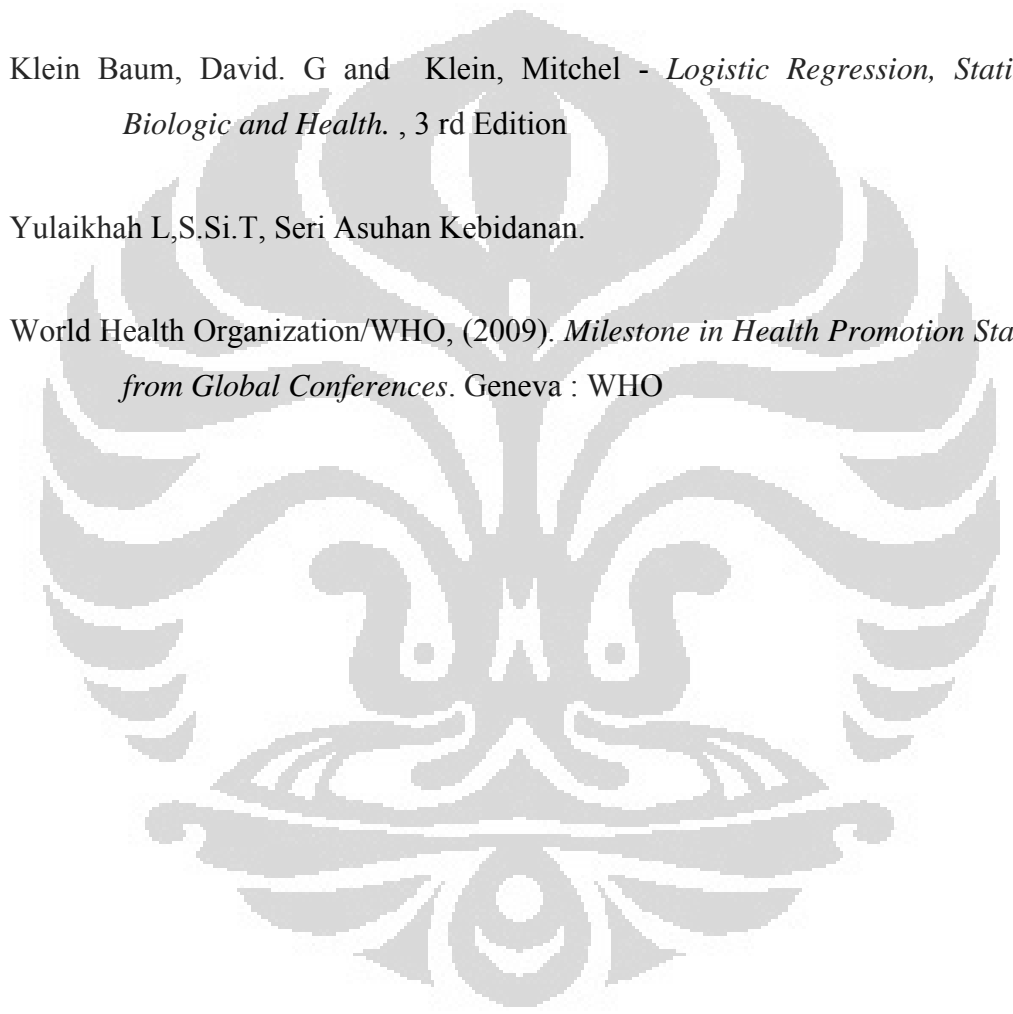 Klein Baum, David. G and Klein, Mitchel - Logistic Regression, Stati
Biologic and Health. , 3 rd Edition
Yulaikhah L,S.Si.T, Seri Asuhan Kebidanan.
World Health Organization/WHO, (2009). Milestone in Health Promotion Sta
from Global Conferences. Geneva : WHO